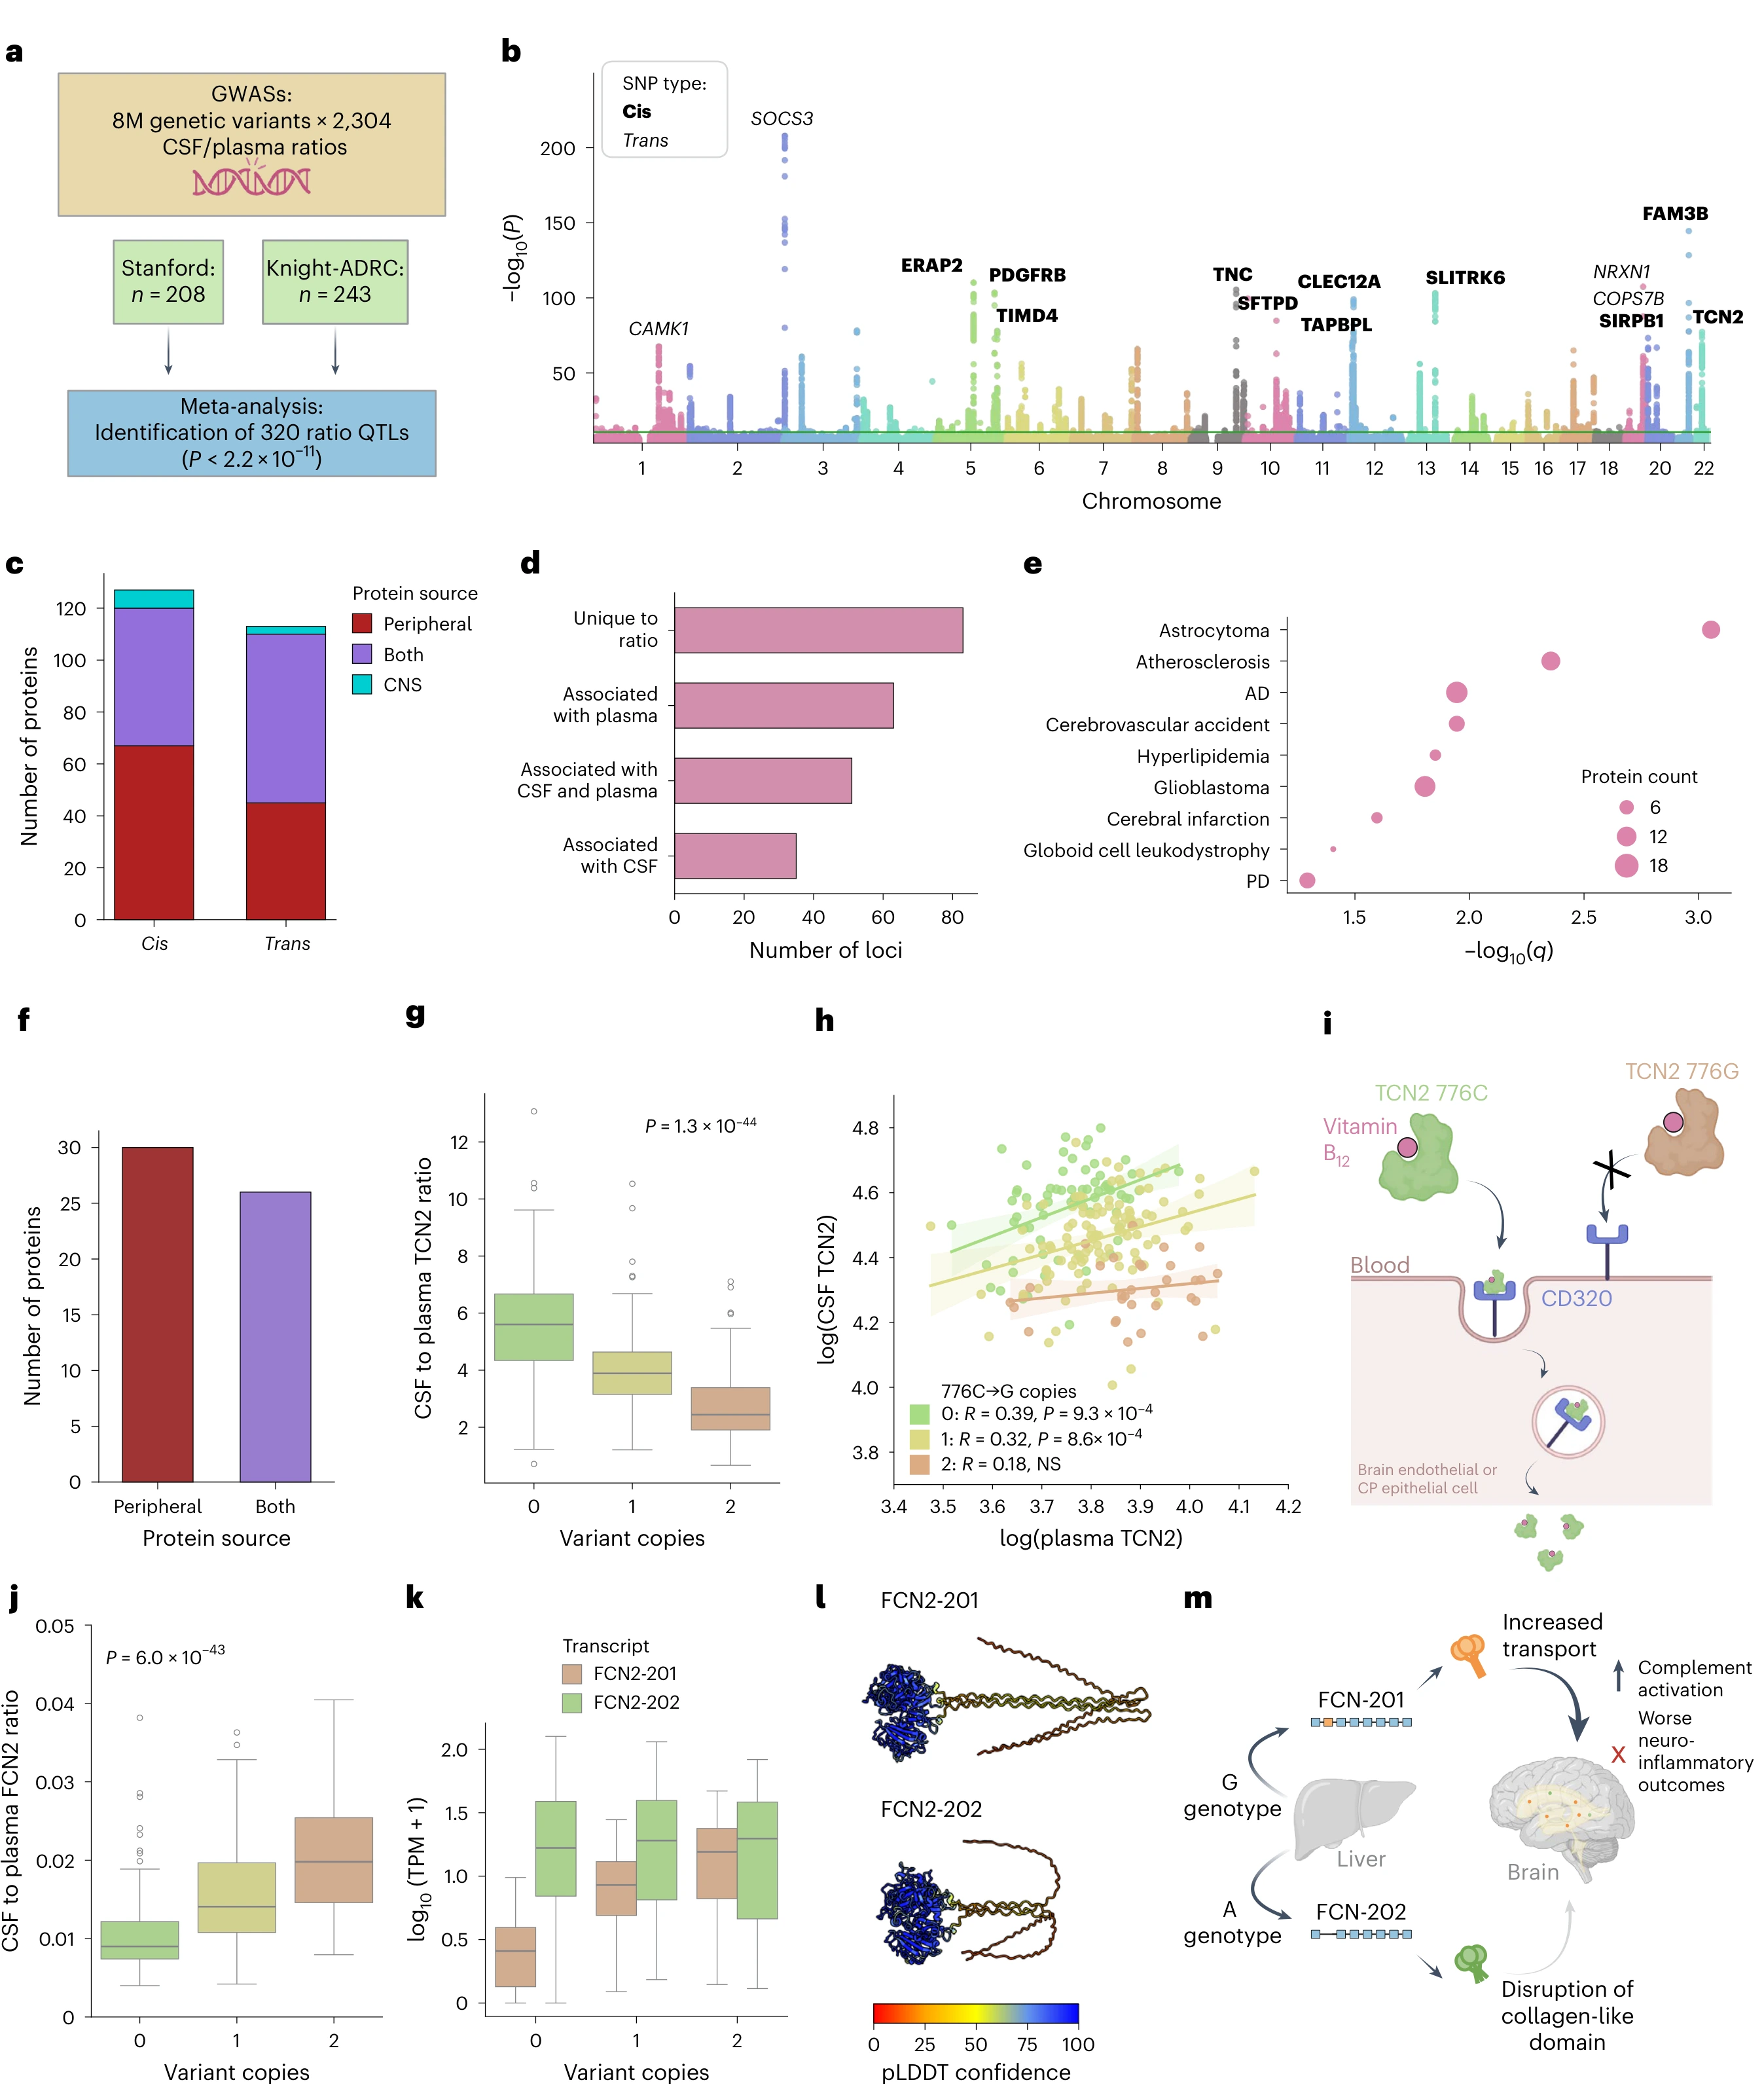 a
GWASs:
8M genetic variants × 2,304
CSF/plasma ratios
Stanford:
n = 208
Knight-ADRC:
n = 243
Meta-analysis:
Identification of 320 ratio QTLs
(P < 2.2 × 10⁻¹¹)
b
SNP type:
Cis
Trans
–log₁₀(P)
200
150
100
50
CAMK1
SOCS3
ERAP2
PDGFRB
TIMD4
TNC
SFTPD
CLEC12A
TAPBPL
SLITRK6
NRXN1
COPS7B
SIRPB1
FAM3B
TCN2
1 2 3 4 5 6 7 8 9 10 11 12 13 14 15 16 17 18 20 22
Chromosome
c
Number of proteins
120
100
80
60
40
20
0
Cis Trans
Protein source
Peripheral
Both
CNS
d
Unique to
ratio
Associated
with plasma
Associated with
CSF and plasma
Associated
with CSF
0 20 40 60 80
Number of loci
e
Astrocytoma
Atherosclerosis
AD
Cerebrovascular accident
Hyperlipidemia
Glioblastoma
Cerebral infarction
Globoid cell leukodystrophy
PD
Protein count
6
12
18
1.5 2.0 2.5 3.0
–log₁₀(q)
f
Number of proteins
30
25
20
15
10
5
0
Peripheral Both
Protein source
g
CSF to plasma TCN2 ratio
P = 1.3 × 10⁻⁴⁴
12
10
8
6
4
2
0 1 2
Variant copies
h
log(CSF TCN2)
4.8
4.6
4.4
4.2
4.0
3.8
776C→G copies
0: R = 0.39, P = 9.3 × 10⁻⁴
1: R = 0.32, P = 8.6× 10⁻⁴
2: R = 0.18, NS
3.4 3.5 3.6 3.7 3.8 3.9 4.0 4.1 4.2
log(plasma TCN2)
i
TCN2 776G
TCN2 776C
Vitamin
B₁₂
Blood
CD320
Brain endothelial or
CP epithelial cell
j
CSF to plasma FCN2 ratio
P = 6.0 × 10⁻⁴³
0.05
0.04
0.03
0.02
0.01
0
0 1 2
Variant copies
k
Transcript
FCN2-201
FCN2-202
log₁₀ (TPM + 1)
2.0
1.5
1.0
0.5
0
0 1 2
Variant copies
l
FCN2-201
FCN2-202
0 25 50 75 100
pLDDT confidence
m
Increased
transport
Complement
activation
Worse
neuro-
inflammatory
outcomes
X
FCN-201
G
genotype
Liver
Brain
A
genotype
FCN-202
Disruption of
collagen-like
domain